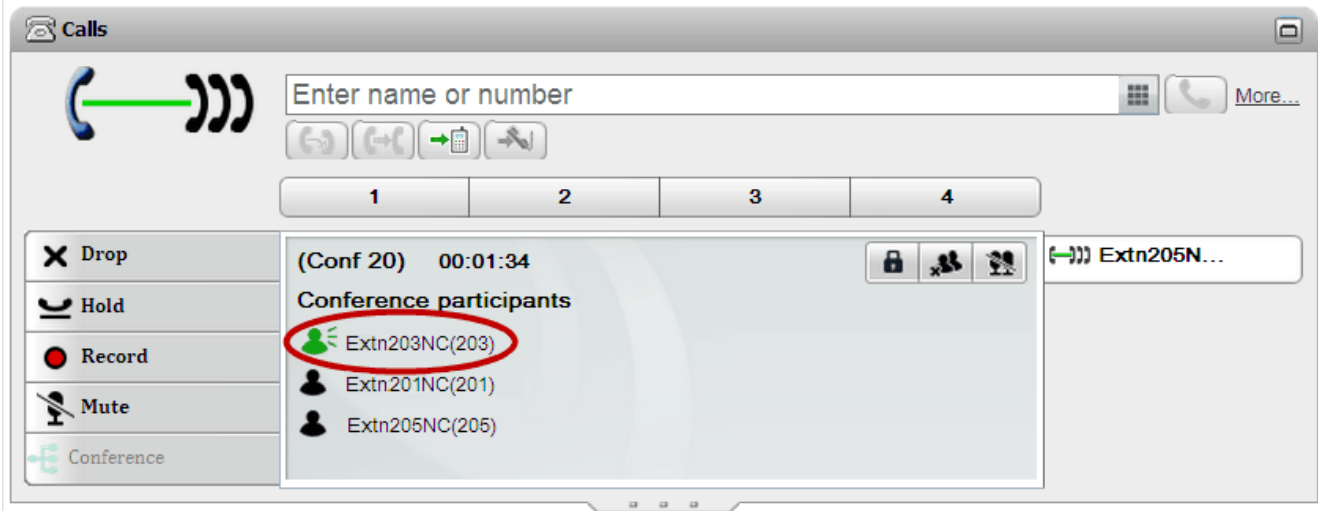 Calls
Enter name or number
More...
1 2 3 4
Drop
Hold
Record
Mute
Conference
(Conf 20) 00:01:34
Conference participants
Extn203NC(203)
Extn201NC(201)
Extn205NC(205)
Extn205N...